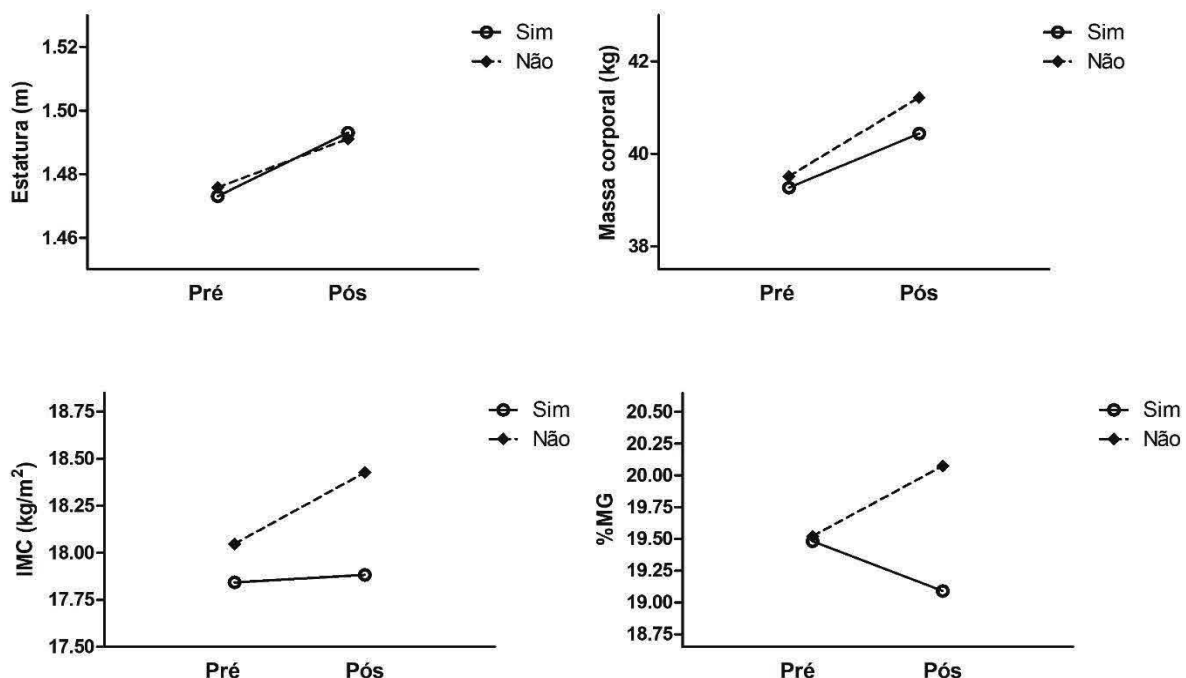 Estatura (m)
1.52
1.50
1.48
1.46
Pré
Pós
Sim
Não
Massa corporal (kg)
42
40
38
Pré
Pós
Sim
Não
IMC (kg/m²)
18.75
18.50
18.25
18.00
17.75
17.50
Pré
Pós
Sim
Não
%MG
20.50
20.25
20.00
19.75
19.50
19.25
19.00
18.75
Pré
Pós
Sim
Não